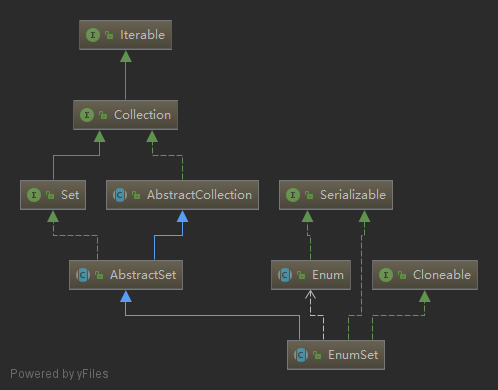 I Iterable
I Collection
I Set
C AbstractCollection
I Serializable
C AbstractSet
C Enum
I Cloneable
C EnumSet
Powered by yFiles